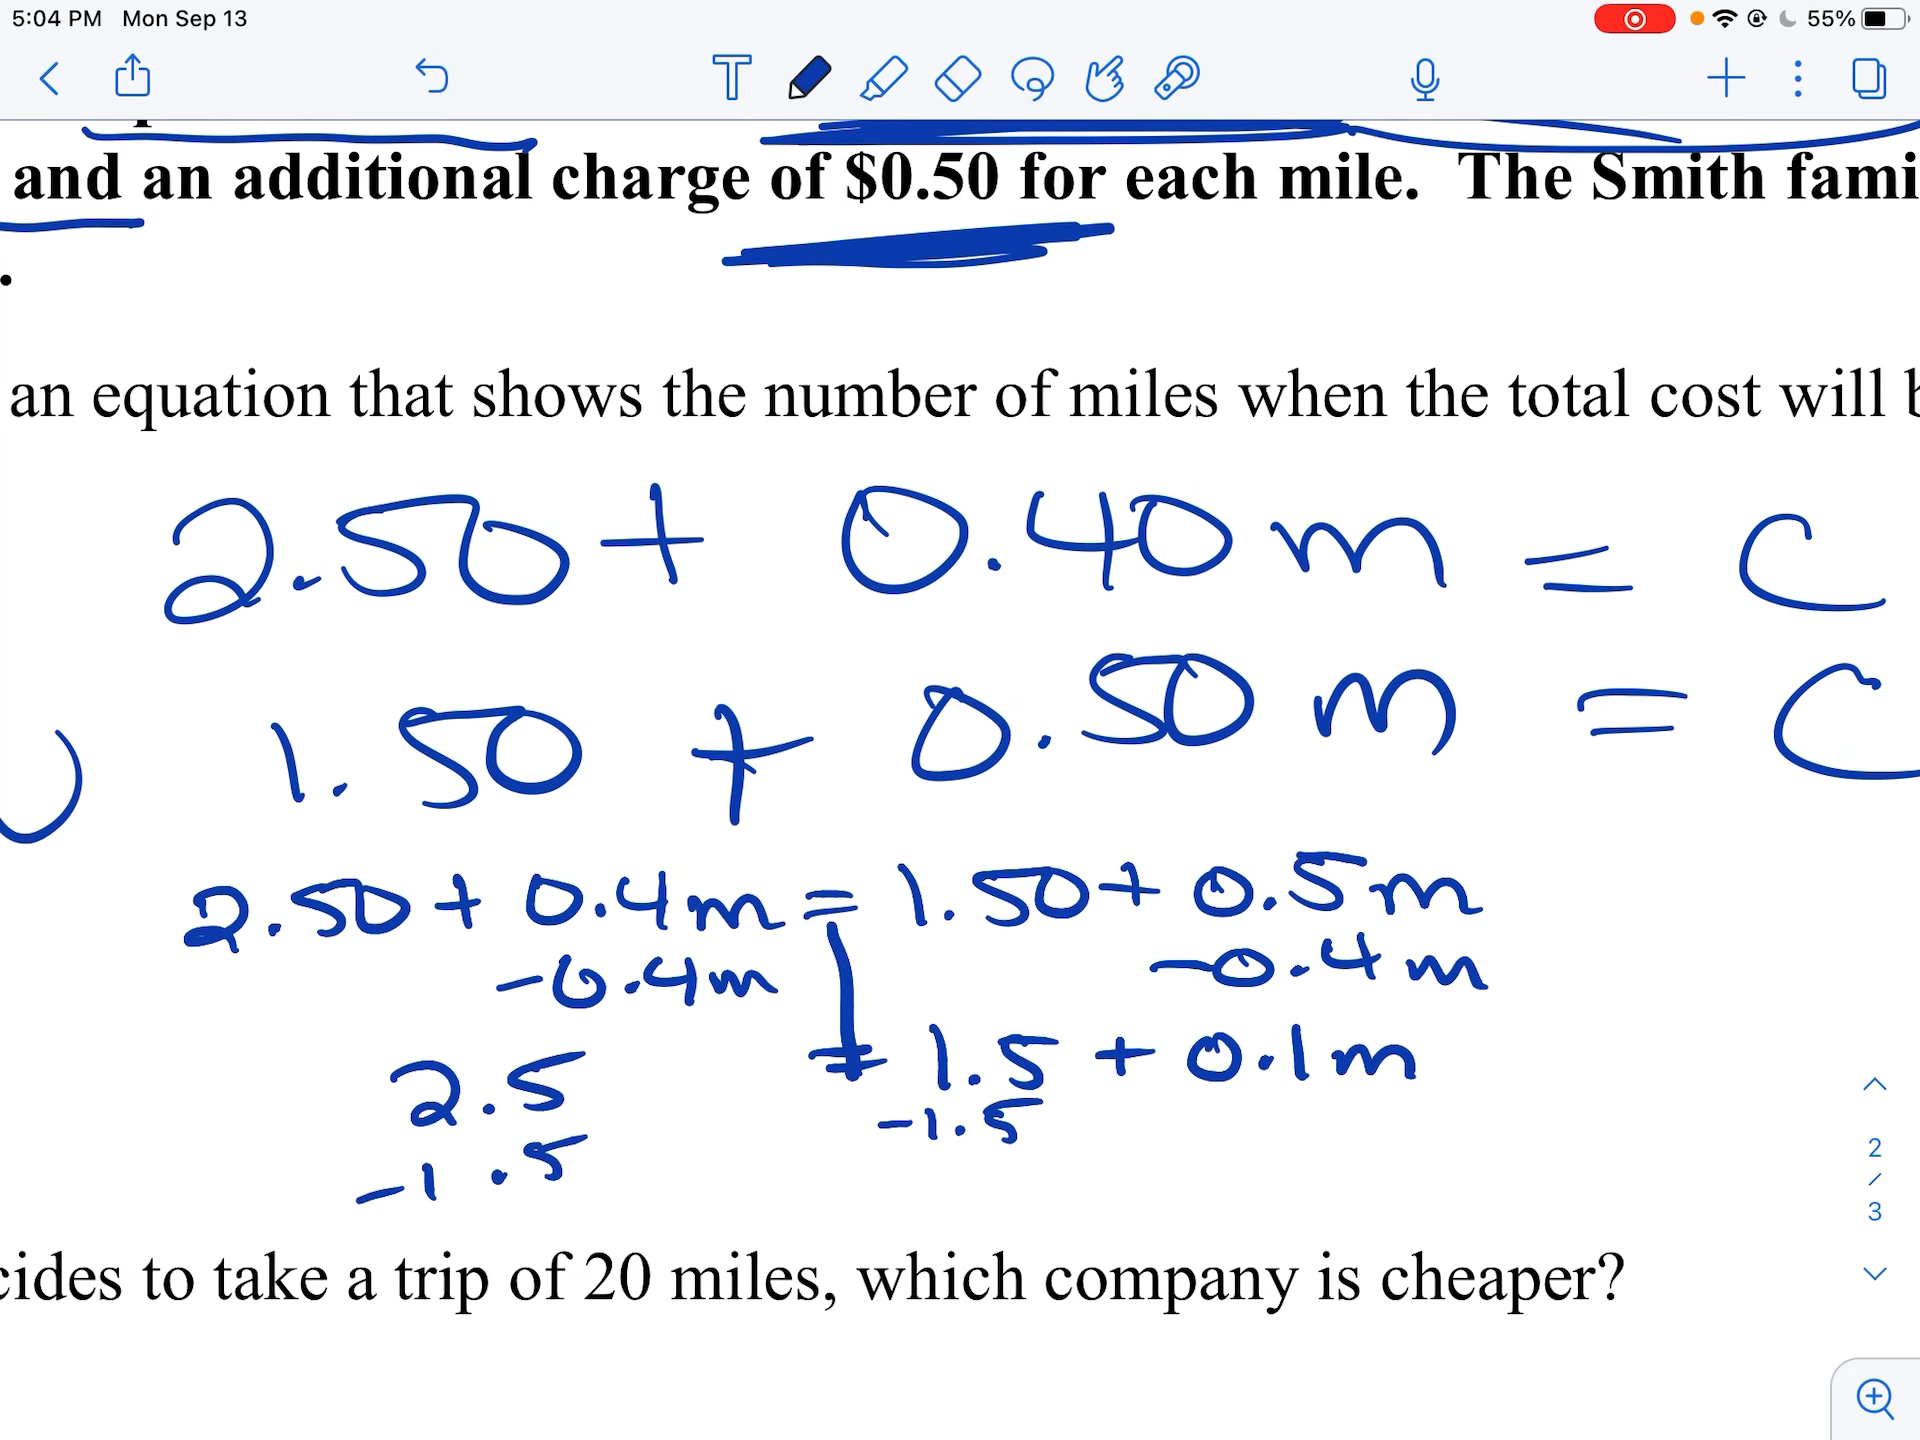 5:04 PM Mon Sep 13 55%
T
and an additional charge of $0.50 for each mile. The Smith fami
.
an equation that shows the number of miles when the total cost will b
2.50 + 0.40 m = C
1.50 + 0.50 m = C
2.50 + 0.4m = 1.50 + 0.5m
-0.4m -0.4m
2.5 = 1.5 + 0.1m
-1.5 -1.5
2
/
3
cides to take a trip of 20 miles, which company is cheaper?